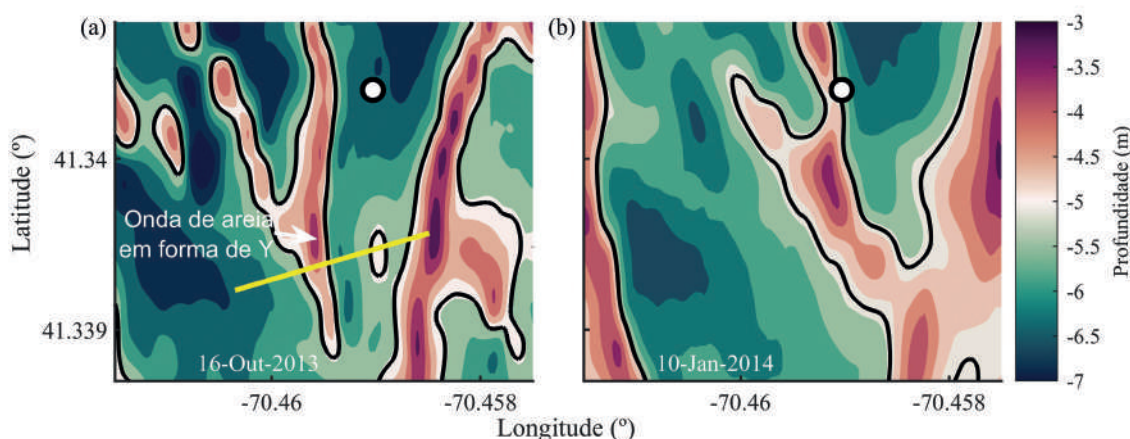 (a)
(b)
Onda de areia
em forma de Y
16-Out-2013
10-Jan-2014
41.34
41.339
Latitude (º)
-70.46
-70.458
-70.46
-70.458
Longitude (º)
-3
-3.5
-4
-4.5
-5
-5.5
-6
-6.5
-7
Profundidade (m)